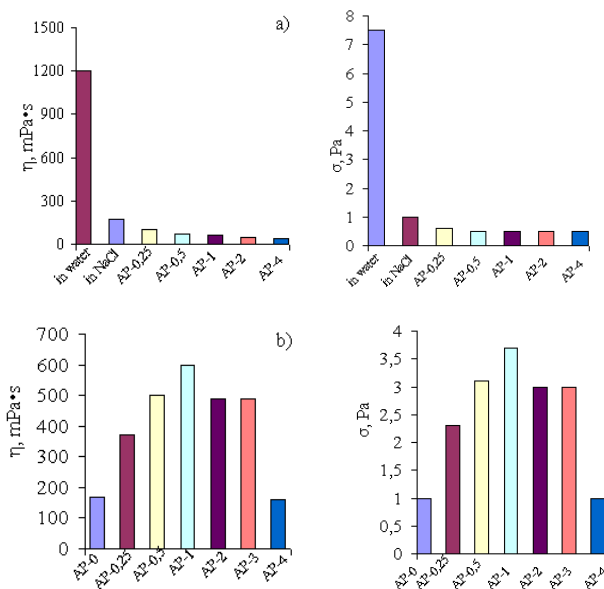 a)
η, mPa•s
1500
1200
900
600
300
0
in water
in NaCl
AP-0,25
AP-0,5
AP-1
AP-2
AP-4
σ, Pa
8
7
6
5
4
3
2
1
0
in water
in NaCl
AP-0,25
AP-0,5
AP-1
AP-2
AP-4
b)
η, mPa•s
700
600
500
400
300
200
100
0
AP-0
AP-0,25
AP-0,5
AP-1
AP-2
AP-3
AP-4
σ, Pa
4
3,5
3
2,5
2
1,5
1
0,5
0
AP-0
AP-0,25
AP-0,5
AP-1
AP-2
AP-3
AP-4